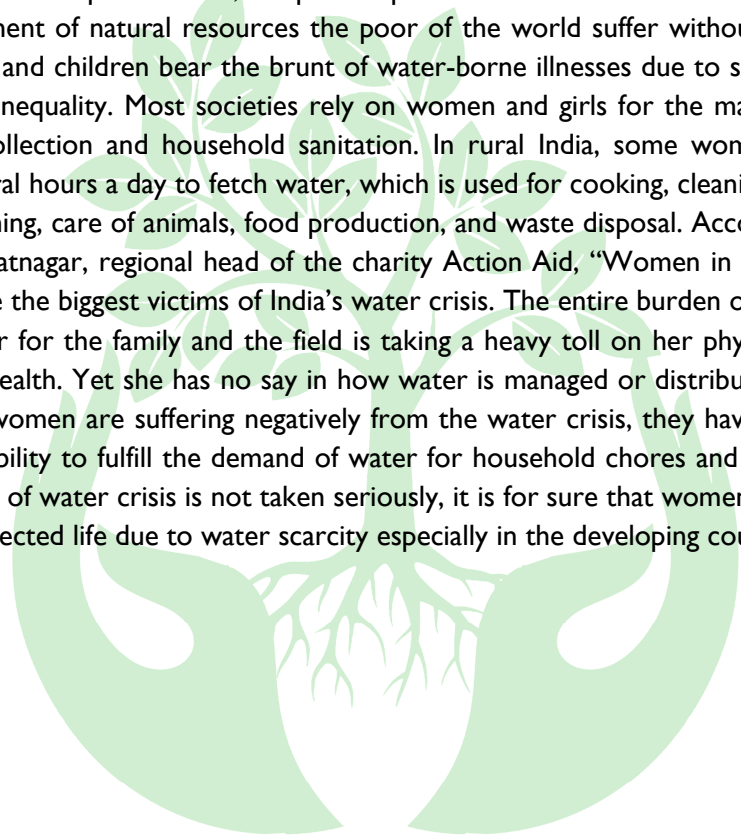 ment of natural resources the poor of the world suffer withou
and children bear the brunt of water-borne illnesses due to s
nequality. Most societies rely on women and girls for the ma
ollection and household sanitation. In rural India, some wom
ral hours a day to fetch water, which is used for cooking, cleani
ning, care of animals, food production, and waste disposal. Acco
atnagar, regional head of the charity Action Aid, “Women in
e the biggest victims of India’s water crisis. The entire burden o
r for the family and the field is taking a heavy toll on her phy
ealth. Yet she has no say in how water is managed or distribu
women are suffering negatively from the water crisis, they hav
bility to fulfill the demand of water for household chores and
of water crisis is not taken seriously, it is for sure that women
ected life due to water scarcity especially in the developing cou